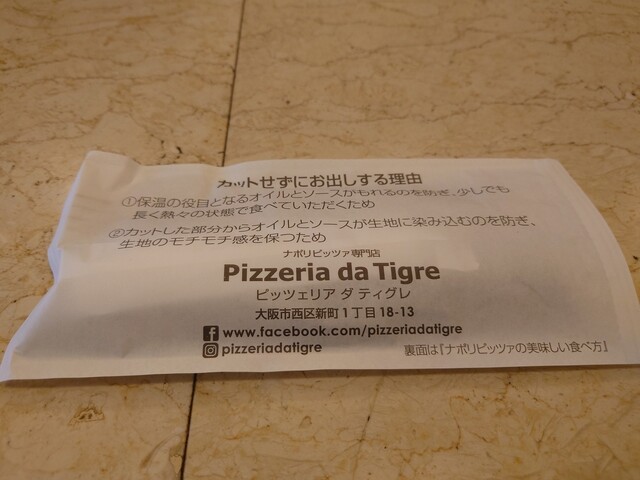 カットせずにお出しする理由
①保温の役目となるオイルとソースがもれるのを防ぎ、少しでも
長く熱々の状態で食べていただくため
②カットした部分からオイルとソースが生地に染み込むのを防ぎ、
生地のモチモチ感を保つため
ナポリピッツァ専門店
Pizzeria da Tigre
ピッツェリア ダ ティグレ
大阪市西区新町1丁目18-13
www.facebook.com/pizzeriadatigre
pizzeriadatigre
裏面は『ナポリピッツァの美味しい食べ方』